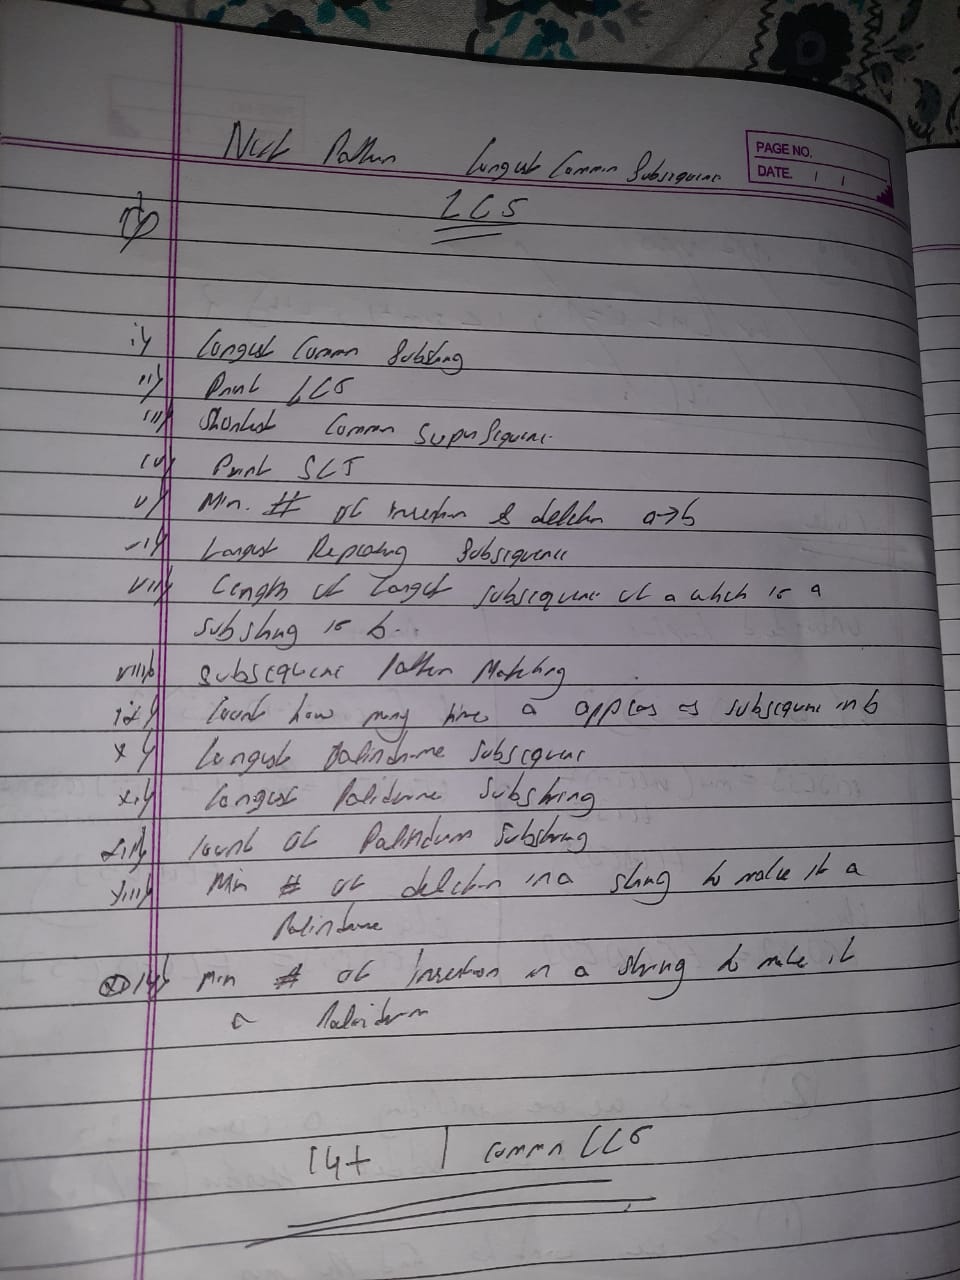 Next Pattern Longest Common Subsequence
PAGE NO.
DATE. / /
LCS
i) Longest Common Substring
ii) Print LCS
iii) Shortest Common SuperSequence
iv) Print SCS
v) Min. # of insertion & deletion a→b
vi) Longest Repeating Subsequence
vii) Length of longest subsequence of a which is a
substring is b.
viii) Subsequence Pattern Matching
ix) Count how many time a appear as subsequence in b
x) Longest Palindrome Subsequence
xi) Longest Palidrome Substring
xii) Count of Palindrom Substring
xiii) Min # of deletion in a string to make it a
Palindrome
xiv) Min # of Insertion in a string to make it
a Palindrom
14+ | Common LCS